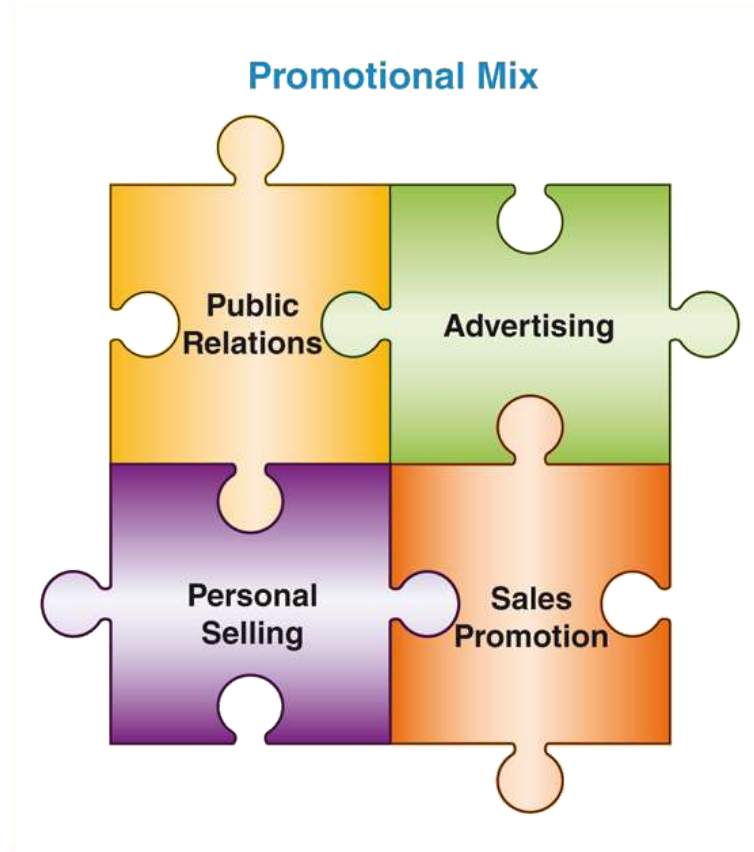 Promotional Mix
Public
Relations
Advertising
Personal
Selling
Sales
Promotion